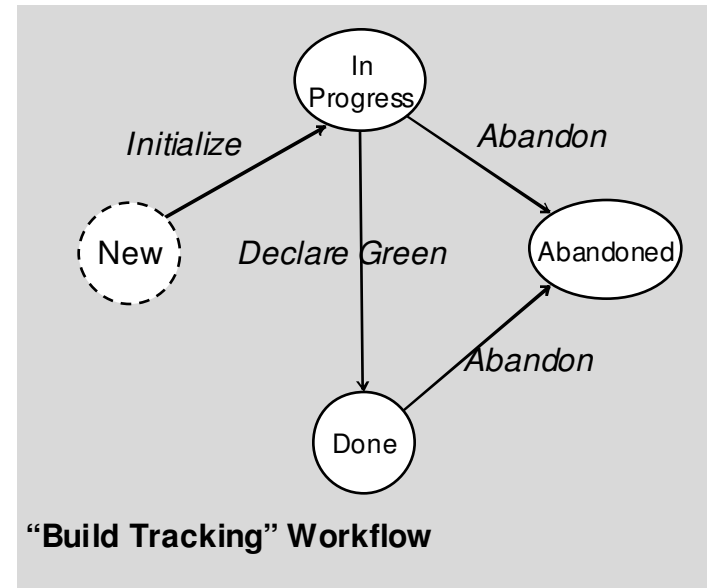 In
Progress
Initialize
Abandon
New
Declare Green
Abandoned
Abandon
Done
“Build Tracking” Workflow